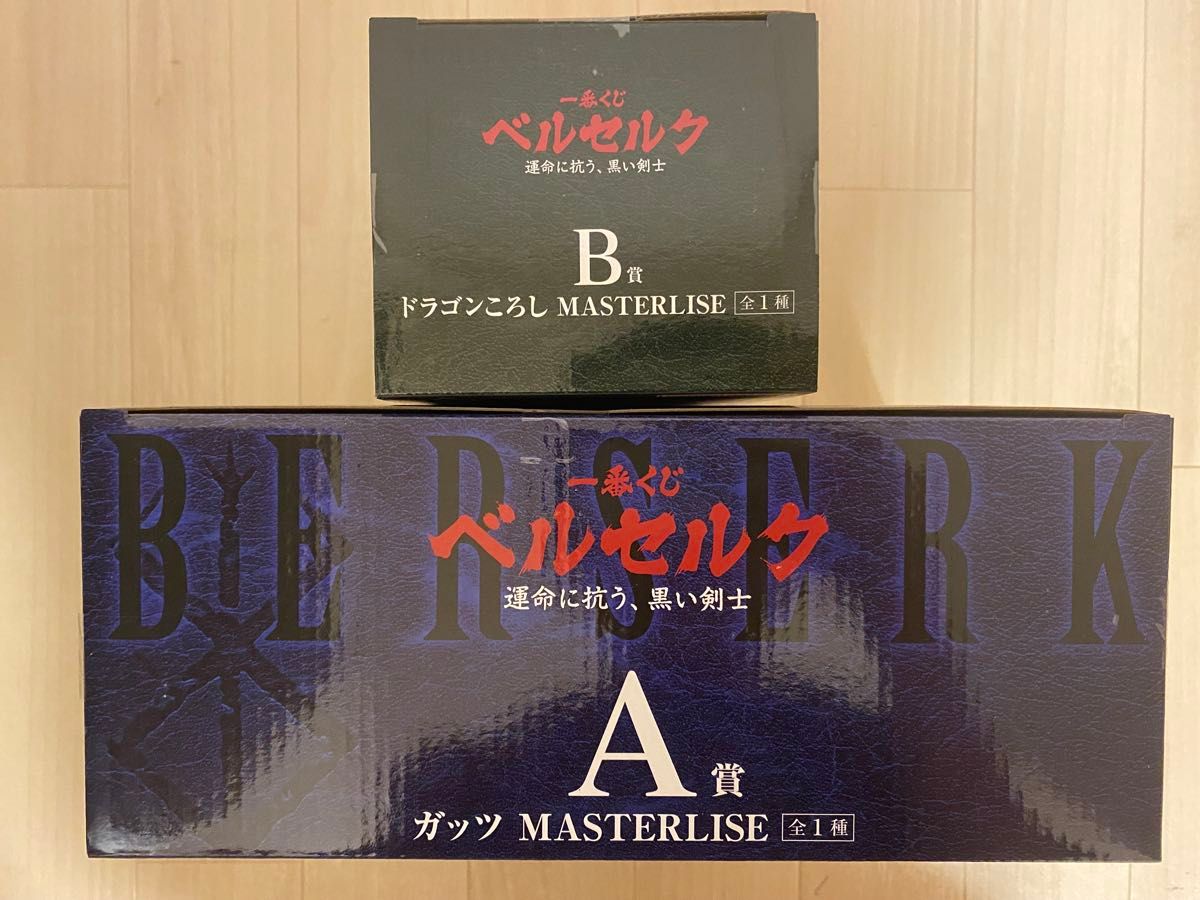 一番くじ
ベルセルク
運命に抗う、黒い剣士
B賞
ドラゴンころし MASTERLISE 全1種
BERSERK
一番くじ
ベルセルク
運命に抗う、黒い剣士
A賞
ガッツ MASTERLISE 全1種